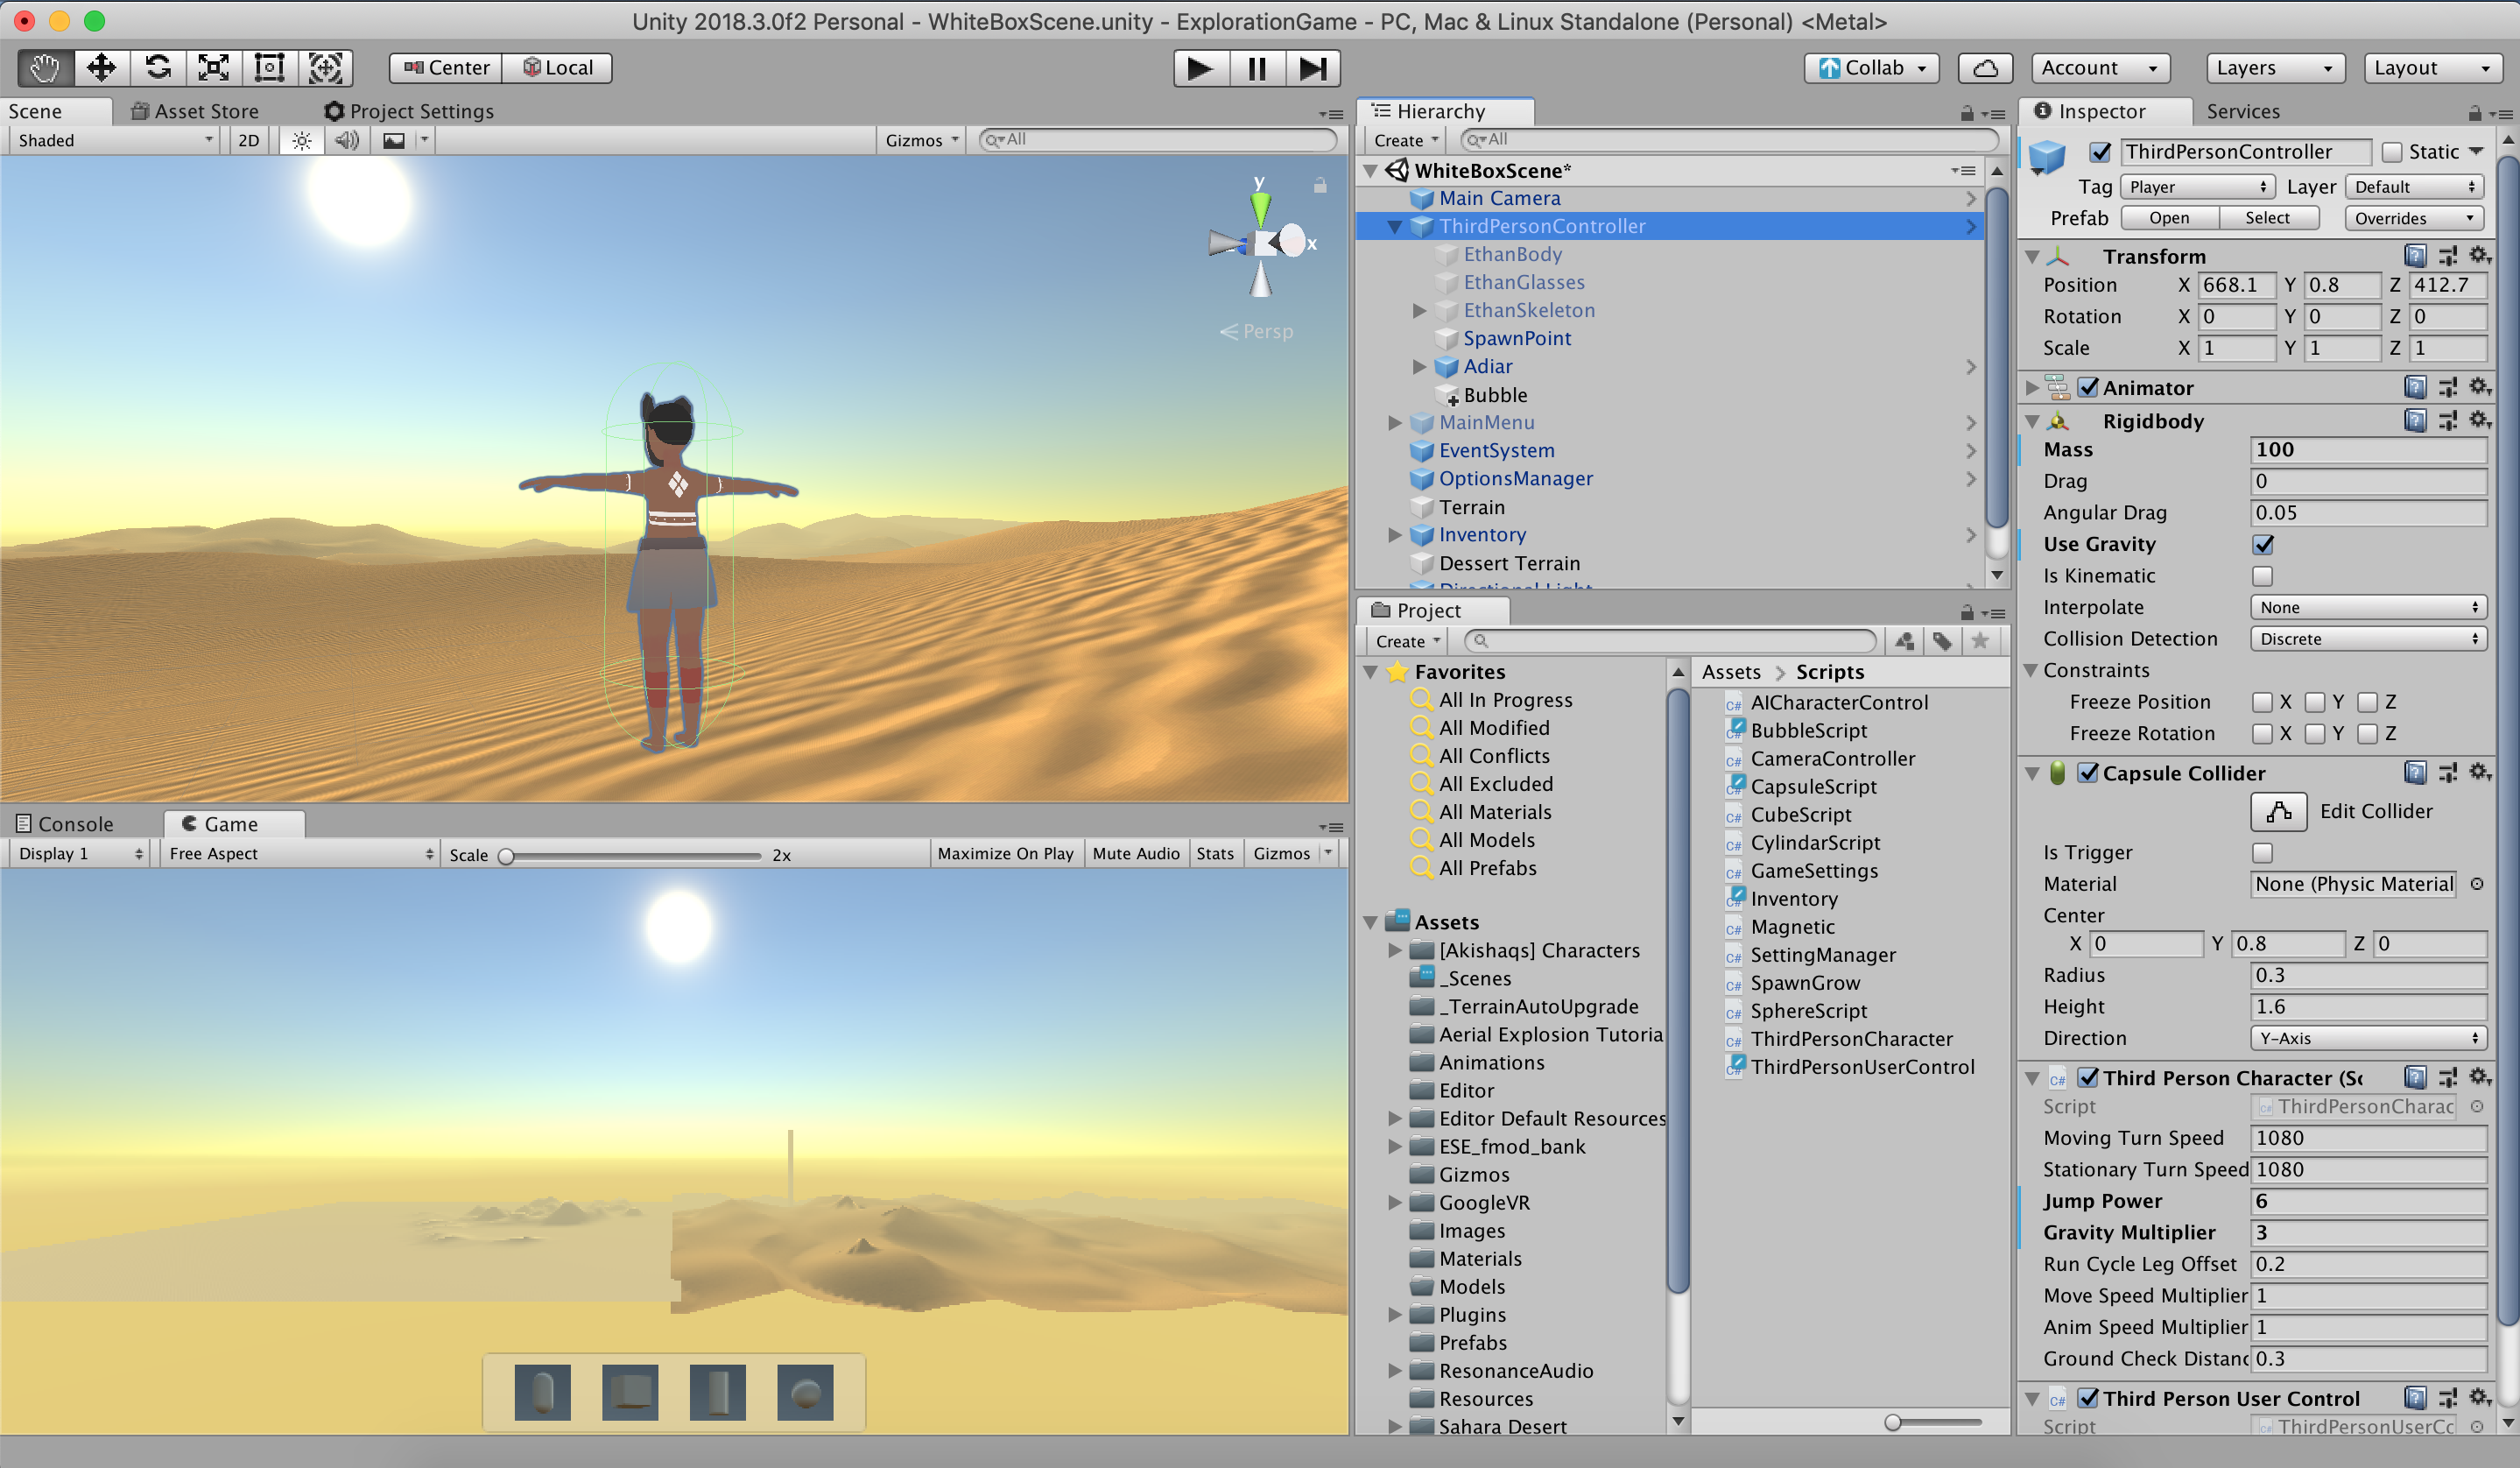 Unity 2018.3.0f2 Personal - WhiteBoxScene.unity - ExplorationGame - PC, Mac & Linux Standalone (Personal) <Metal>
Center Local Collab Account Layers Layout
Scene Asset Store Project Settings
Shaded 2D Gizmos All
y
x
Persp
Console Game
Display 1 Free Aspect Scale 2x Maximize On Play Mute Audio Stats Gizmos
Hierarchy
Create All
WhiteBoxScene*
Main Camera
ThirdPersonController
EthanBody
EthanGlasses
EthanSkeleton
SpawnPoint
Adiar
Bubble
MainMenu
EventSystem
OptionsManager
Terrain
Inventory
Dessert Terrain
Directional Light
Project
Create
Favorites
All In Progress
All Modified
All Conflicts
All Excluded
All Materials
All Models
All Prefabs
Assets
[Akishaqs] Characters
_Scenes
_TerrainAutoUpgrade
Aerial Explosion Tutoria
Animations
Editor
Editor Default Resources
ESE_fmod_bank
Gizmos
GoogleVR
Images
Materials
Models
Plugins
Prefabs
ResonanceAudio
Resources
Sahara Desert
Assets Scripts
C# AICharacterControl
C# BubbleScript
C# CameraController
C# CapsuleScript
C# CubeScript
C# CylindarScript
C# GameSettings
C# Inventory
C# Magnetic
C# SettingManager
C# SpawnGrow
C# SphereScript
C# ThirdPersonCharacter
C# ThirdPersonUserControl
Inspector Services
ThirdPersonController Static
Tag Player Layer Default
Prefab Open Select Overrides
Transform
Position X 668.1 Y 0.8 Z 412.7
Rotation X 0 Y 0 Z 0
Scale X 1 Y 1 Z 1
Animator
Rigidbody
Mass 100
Drag 0
Angular Drag 0.05
Use Gravity
Is Kinematic
Interpolate None
Collision Detection Discrete
Constraints
Freeze Position X Y Z
Freeze Rotation X Y Z
Capsule Collider
Edit Collider
Is Trigger
Material None (Physic Material
Center
X 0 Y 0.8 Z 0
Radius 0.3
Height 1.6
Direction Y-Axis
C# Third Person Character (Sc
Script ThirdPersonCharac
Moving Turn Speed 1080
Stationary Turn Speed 1080
Jump Power 6
Gravity Multiplier 3
Run Cycle Leg Offset 0.2
Move Speed Multiplier 1
Anim Speed Multiplier 1
Ground Check Distanc 0.3
C# Third Person User Control
Script ThirdPersonUserCc